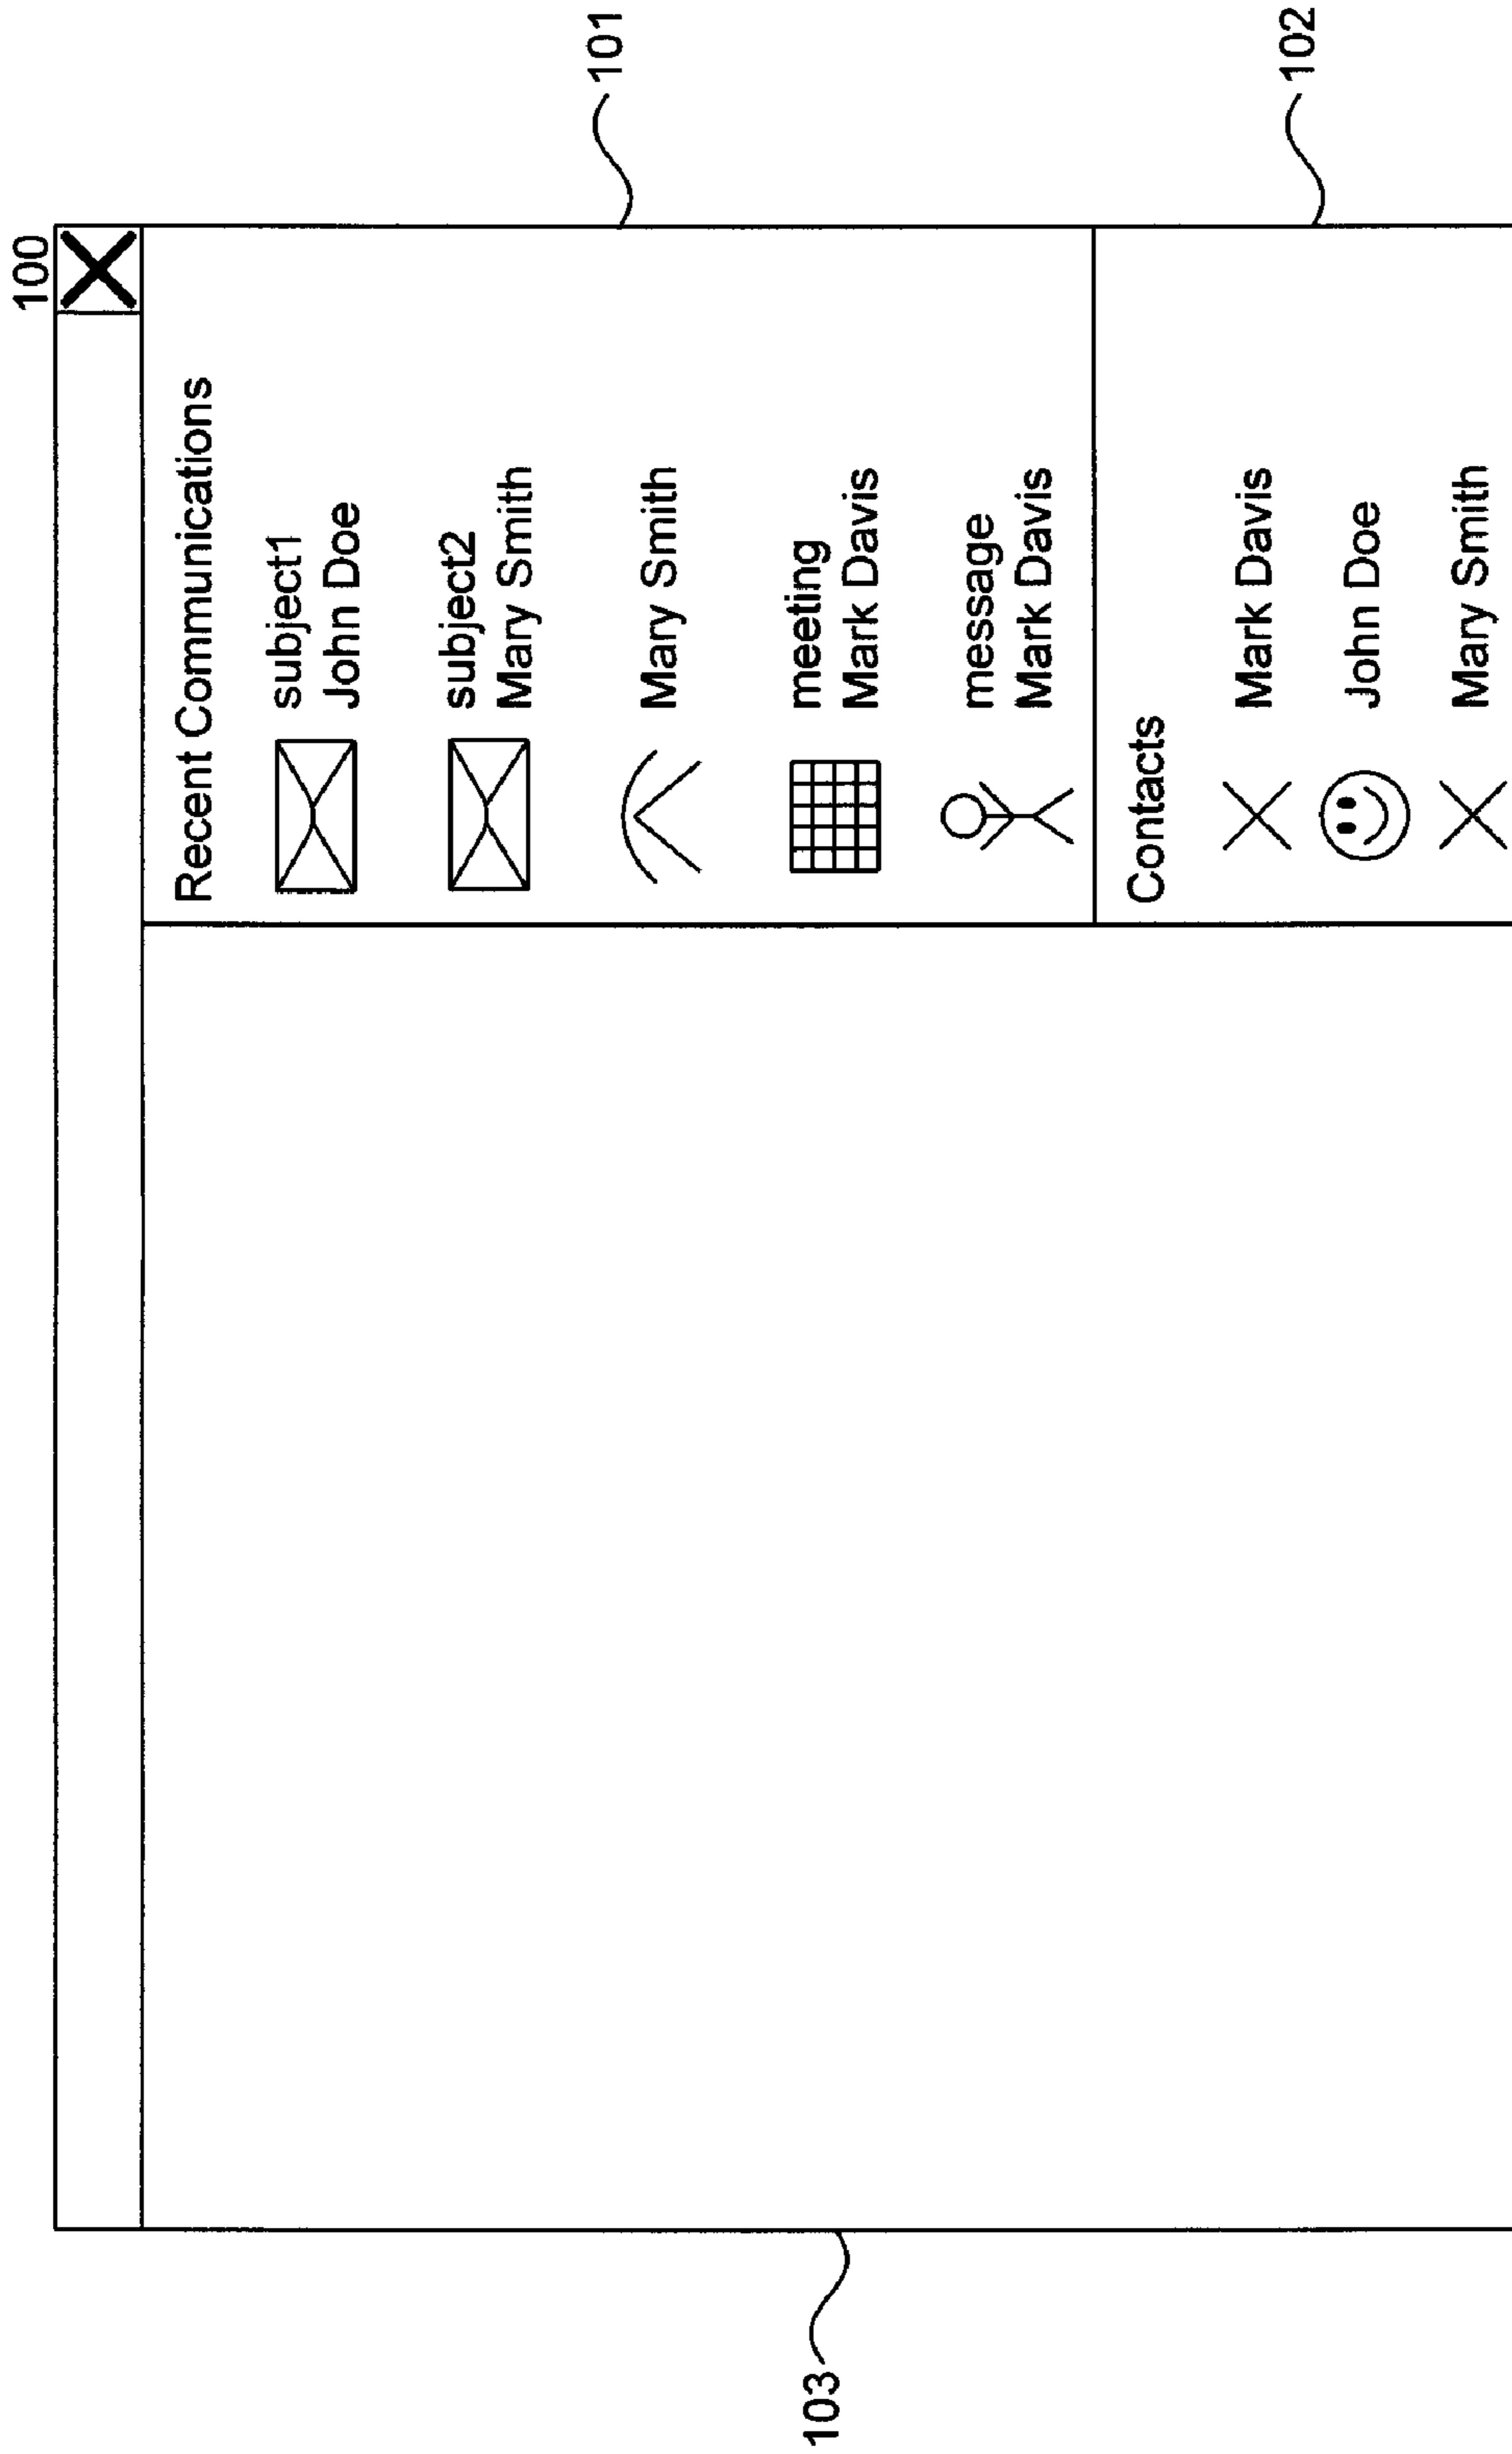 100
Recent Communications
subject1
John Doe
subject2
Mary Smith
101
Mary Smith
meeting
Mark Davis
103
message
Mark Davis
Contacts
Mark Davis
102
John Doe
Mary Smith